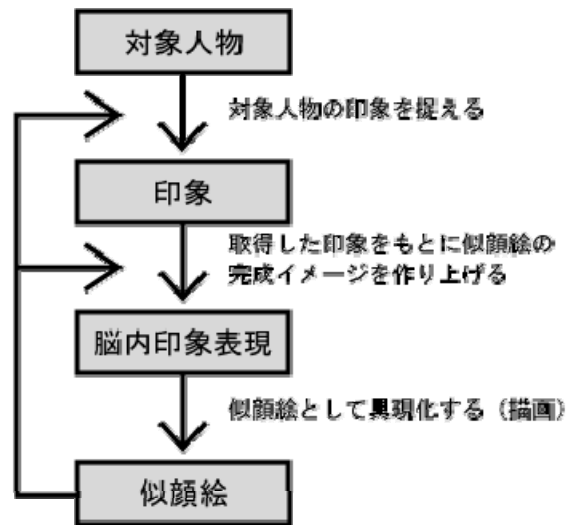 対象人物
対象人物の印象を捉える
印象
取得した印象をもとに似顔絵の
完成イメージを作り上げる
脳内印象表現
似顔絵として具現化する（描画）
似顔絵